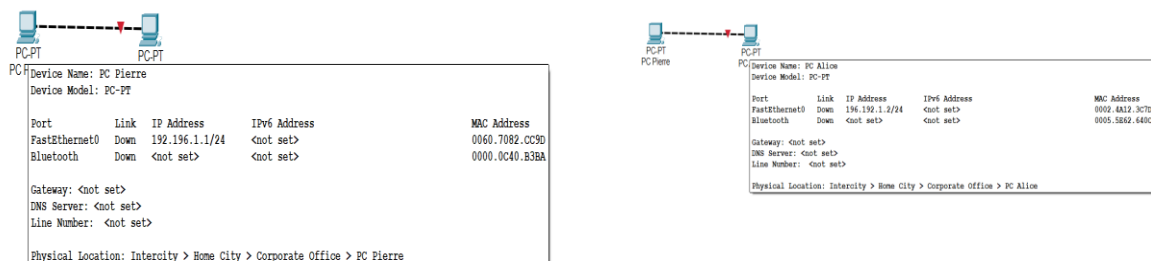 PC-PT
PC-PT
PC P
Device Name: PC Pierre
Device Model: PC-PT
Port Link IP Address IPv6 Address MAC Address
FastEthernet0 Down 192.196.1.1/24 <not set> 0060.7082.CC9D
Bluetooth Down <not set> <not set> 0000.0C40.B3BA
Gateway: <not set>
DNS Server: <not set>
Line Number: <not set>
Physical Location: Intercity > Home City > Corporate Office > PC Pierre
PC-PT
PC Pierre
PC-PT
PC
Device Name: PC Alice
Device Model: PC-PT
Port Link IP Address IPv6 Address MAC Address
FastEthernet0 Down 196.192.1.2/24 <not set> 0002.4A12.3C7D
Bluetooth Down <not set> <not set> 0005.5E62.640C
Gateway: <not set>
DNS Server: <not set>
Line Number: <not set>
Physical Location: Intercity > Home City > Corporate Office > PC Alice